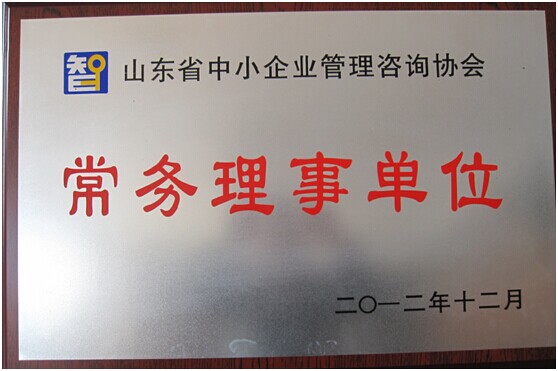 智 山东省中小企业管理咨询协会
常务理事单位
二〇一二年十二月